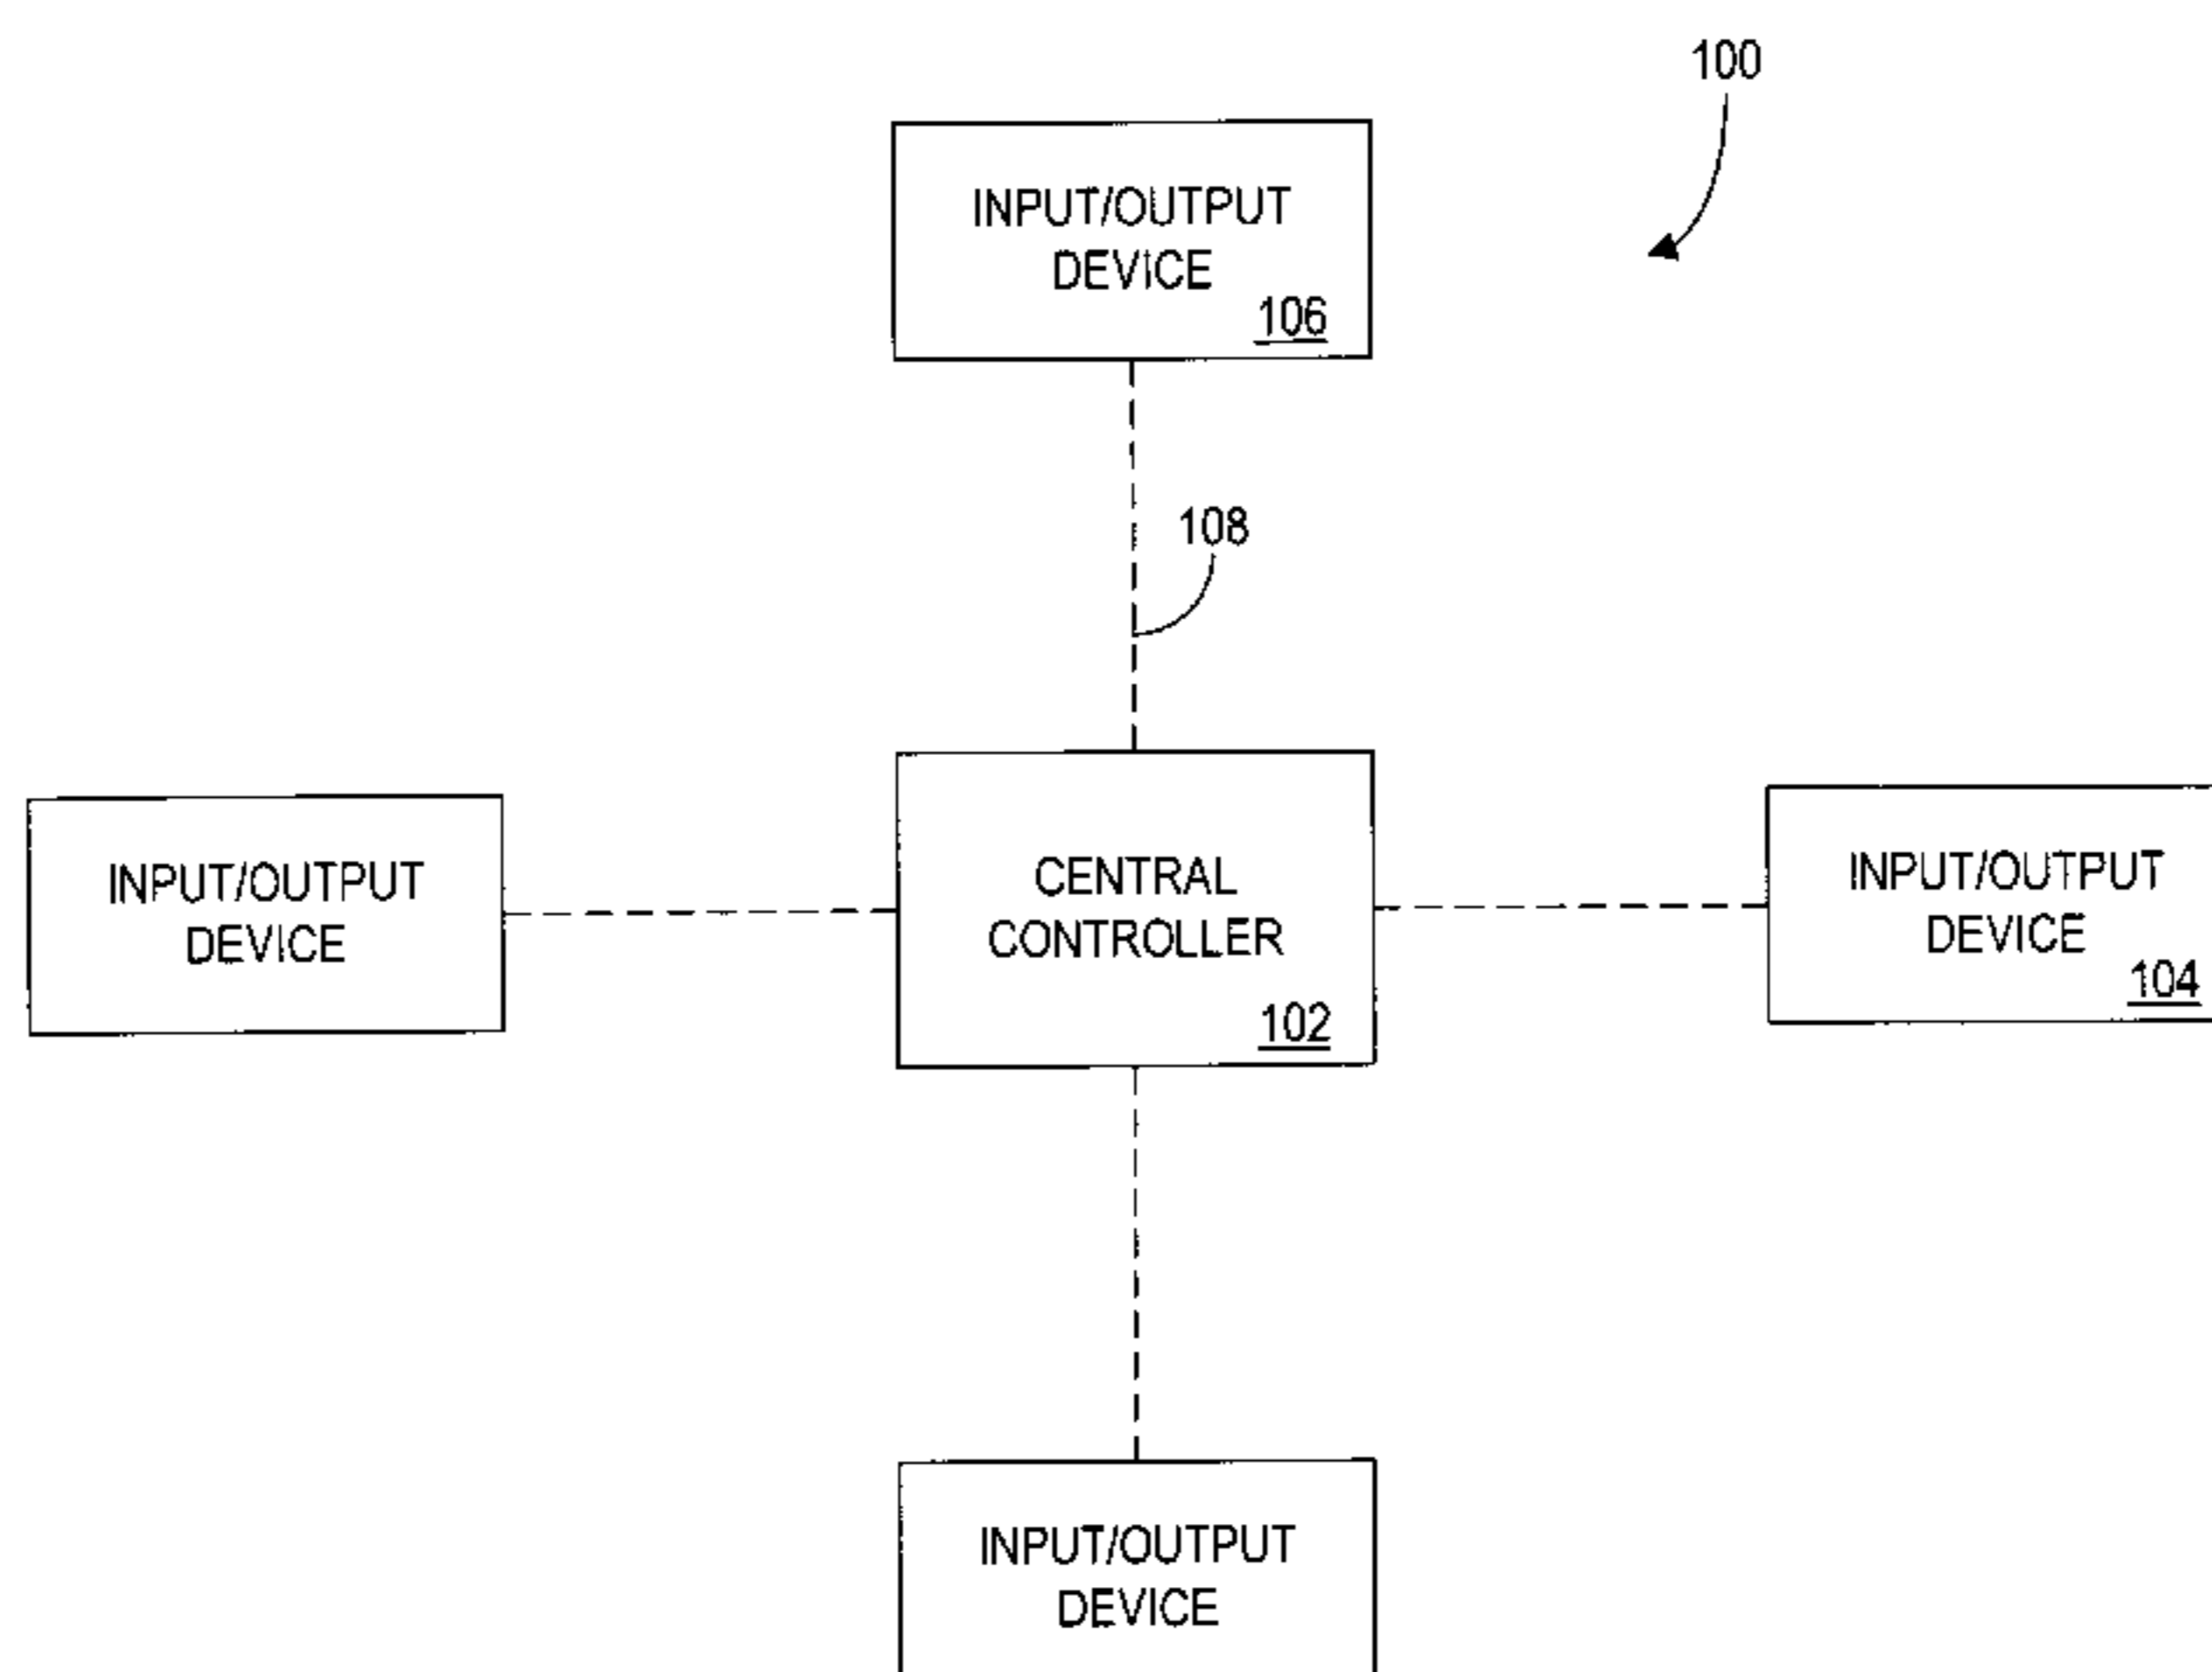 100
INPUT/OUTPUT
DEVICE
106
108
INPUT/OUTPUT
DEVICE
CENTRAL
CONTROLLER
102
INPUT/OUTPUT
DEVICE
104
INPUT/OUTPUT
DEVICE